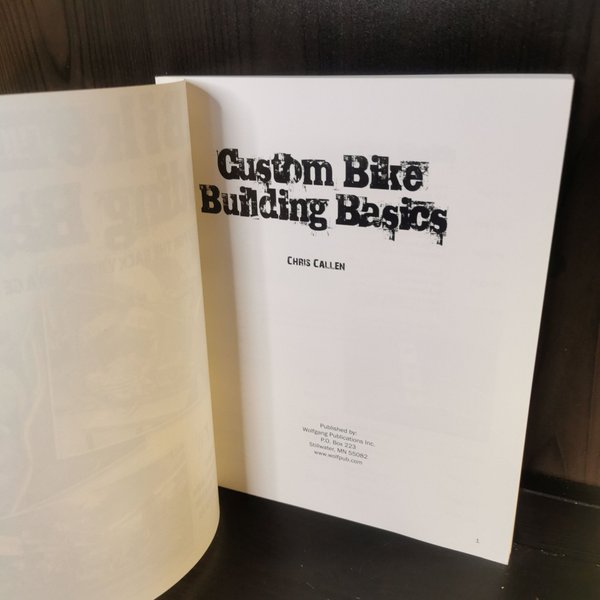 Custom Bike
Building Basics
CHRIS CALLEN
Published by:
Wolfgang Publications Inc.
P.O. Box 223
Stillwater, MN 55082
www.wolfpub.com
1